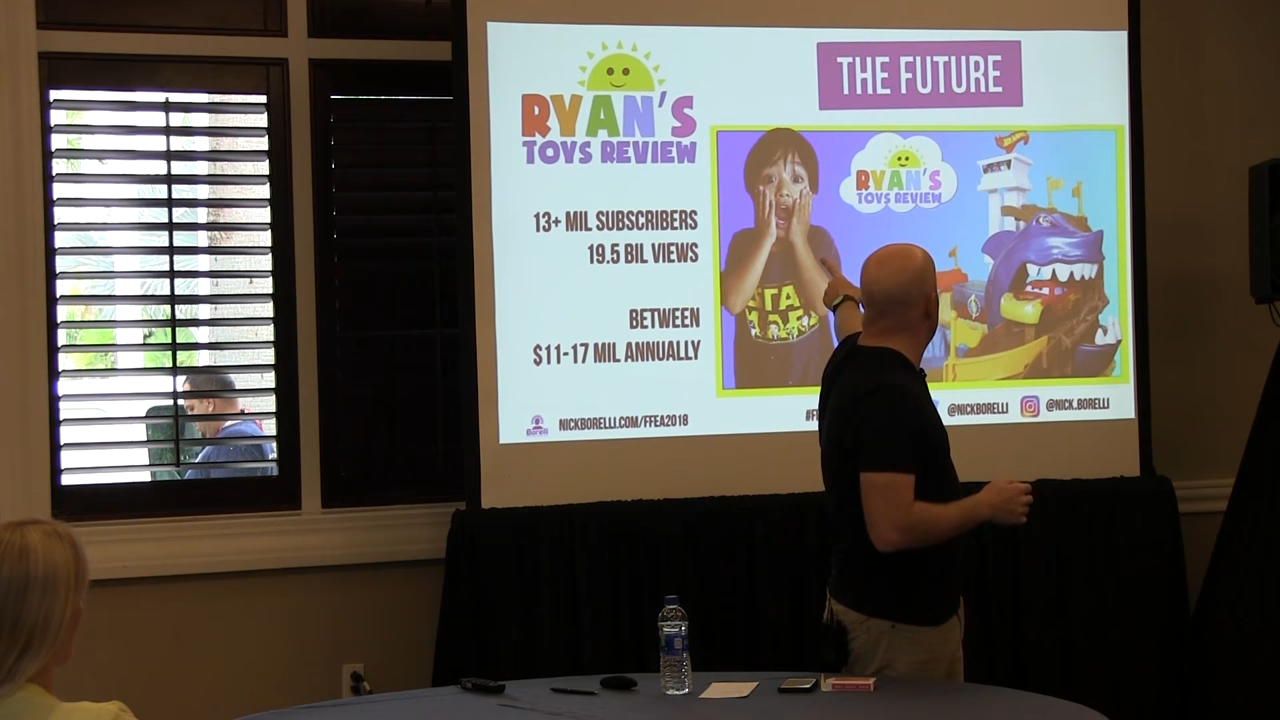 RYAN'S
TOYS REVIEW
THE FUTURE
RYAN'S
TOYS REVIEW
13+ MIL SUBSCRIBERS
19.5 BIL VIEWS
BETWEEN
$11-17 MIL ANNUALLY
Borelli
NICKBORELLI.COM/FFEA2018
@NICKBORELLI
@NICK.BORELLI